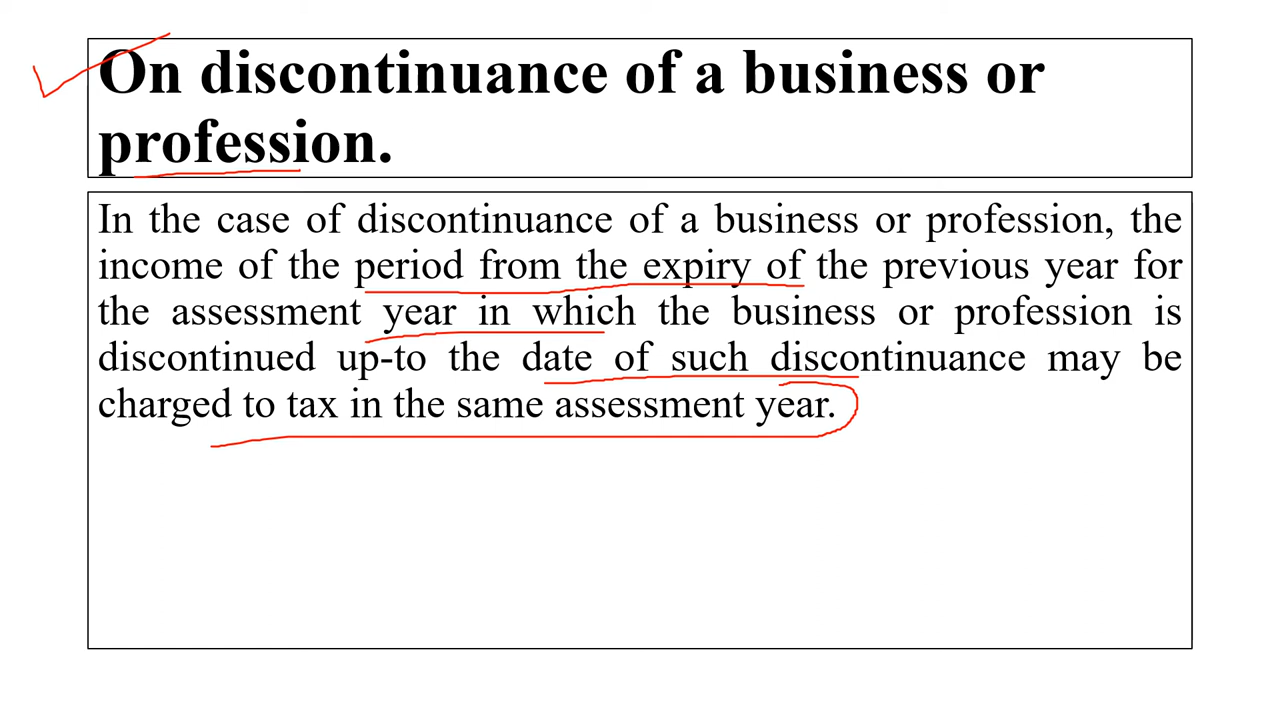 On discontinuance of a business or
profession.
In the case of discontinuance of a business or profession, the
income of the period from the expiry of the previous year for
the assessment year in which the business or profession is
discontinued up-to the date of such discontinuance may be
charged to tax in the same assessment year.